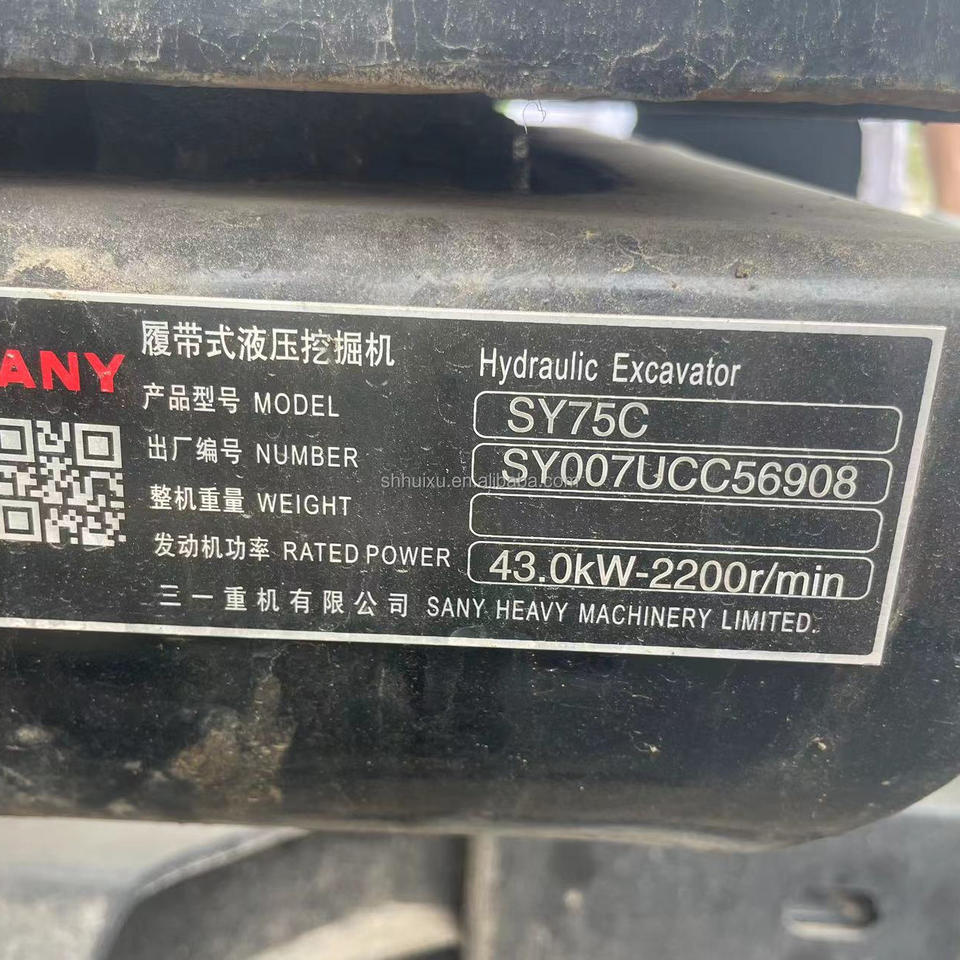 履带式液压挖掘机 Hydraulic Excavator
ANY
产品型号 MODEL SY75C
出厂编号 NUMBER SY007UCC56908
shhuixu.en.alibaba.com
整机重量 WEIGHT
发动机功率 RATED POWER 43.0kW-2200r/min
三一重机有限公司 SANY HEAVY MACHINERY LIMITED.